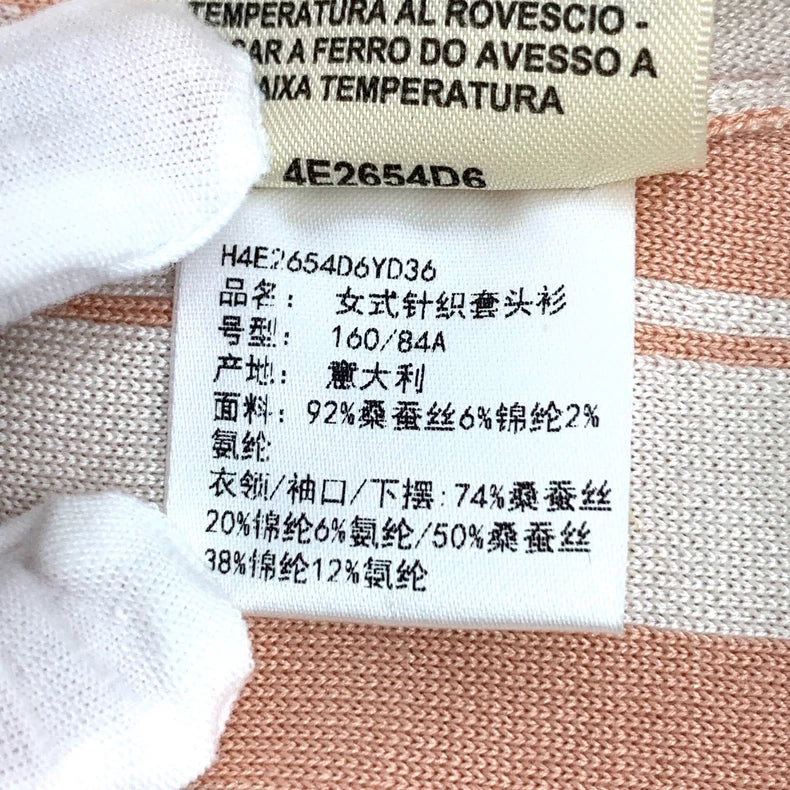 TEMPERATURA AL ROVESCIO -
A FERRO DO AVESSO A
TEMPERATURA
4E2654D6
H4E2654D6YD36
品名: 女式针织套头衫
号型: 160/84A
产地: 意大利
面料: 92%桑蚕丝6%锦纶2%
氨纶
衣领/袖口/下摆:74%桑蚕丝
20%锦纶6%氨纶/50%桑蚕丝
38%锦纶12%氨纶